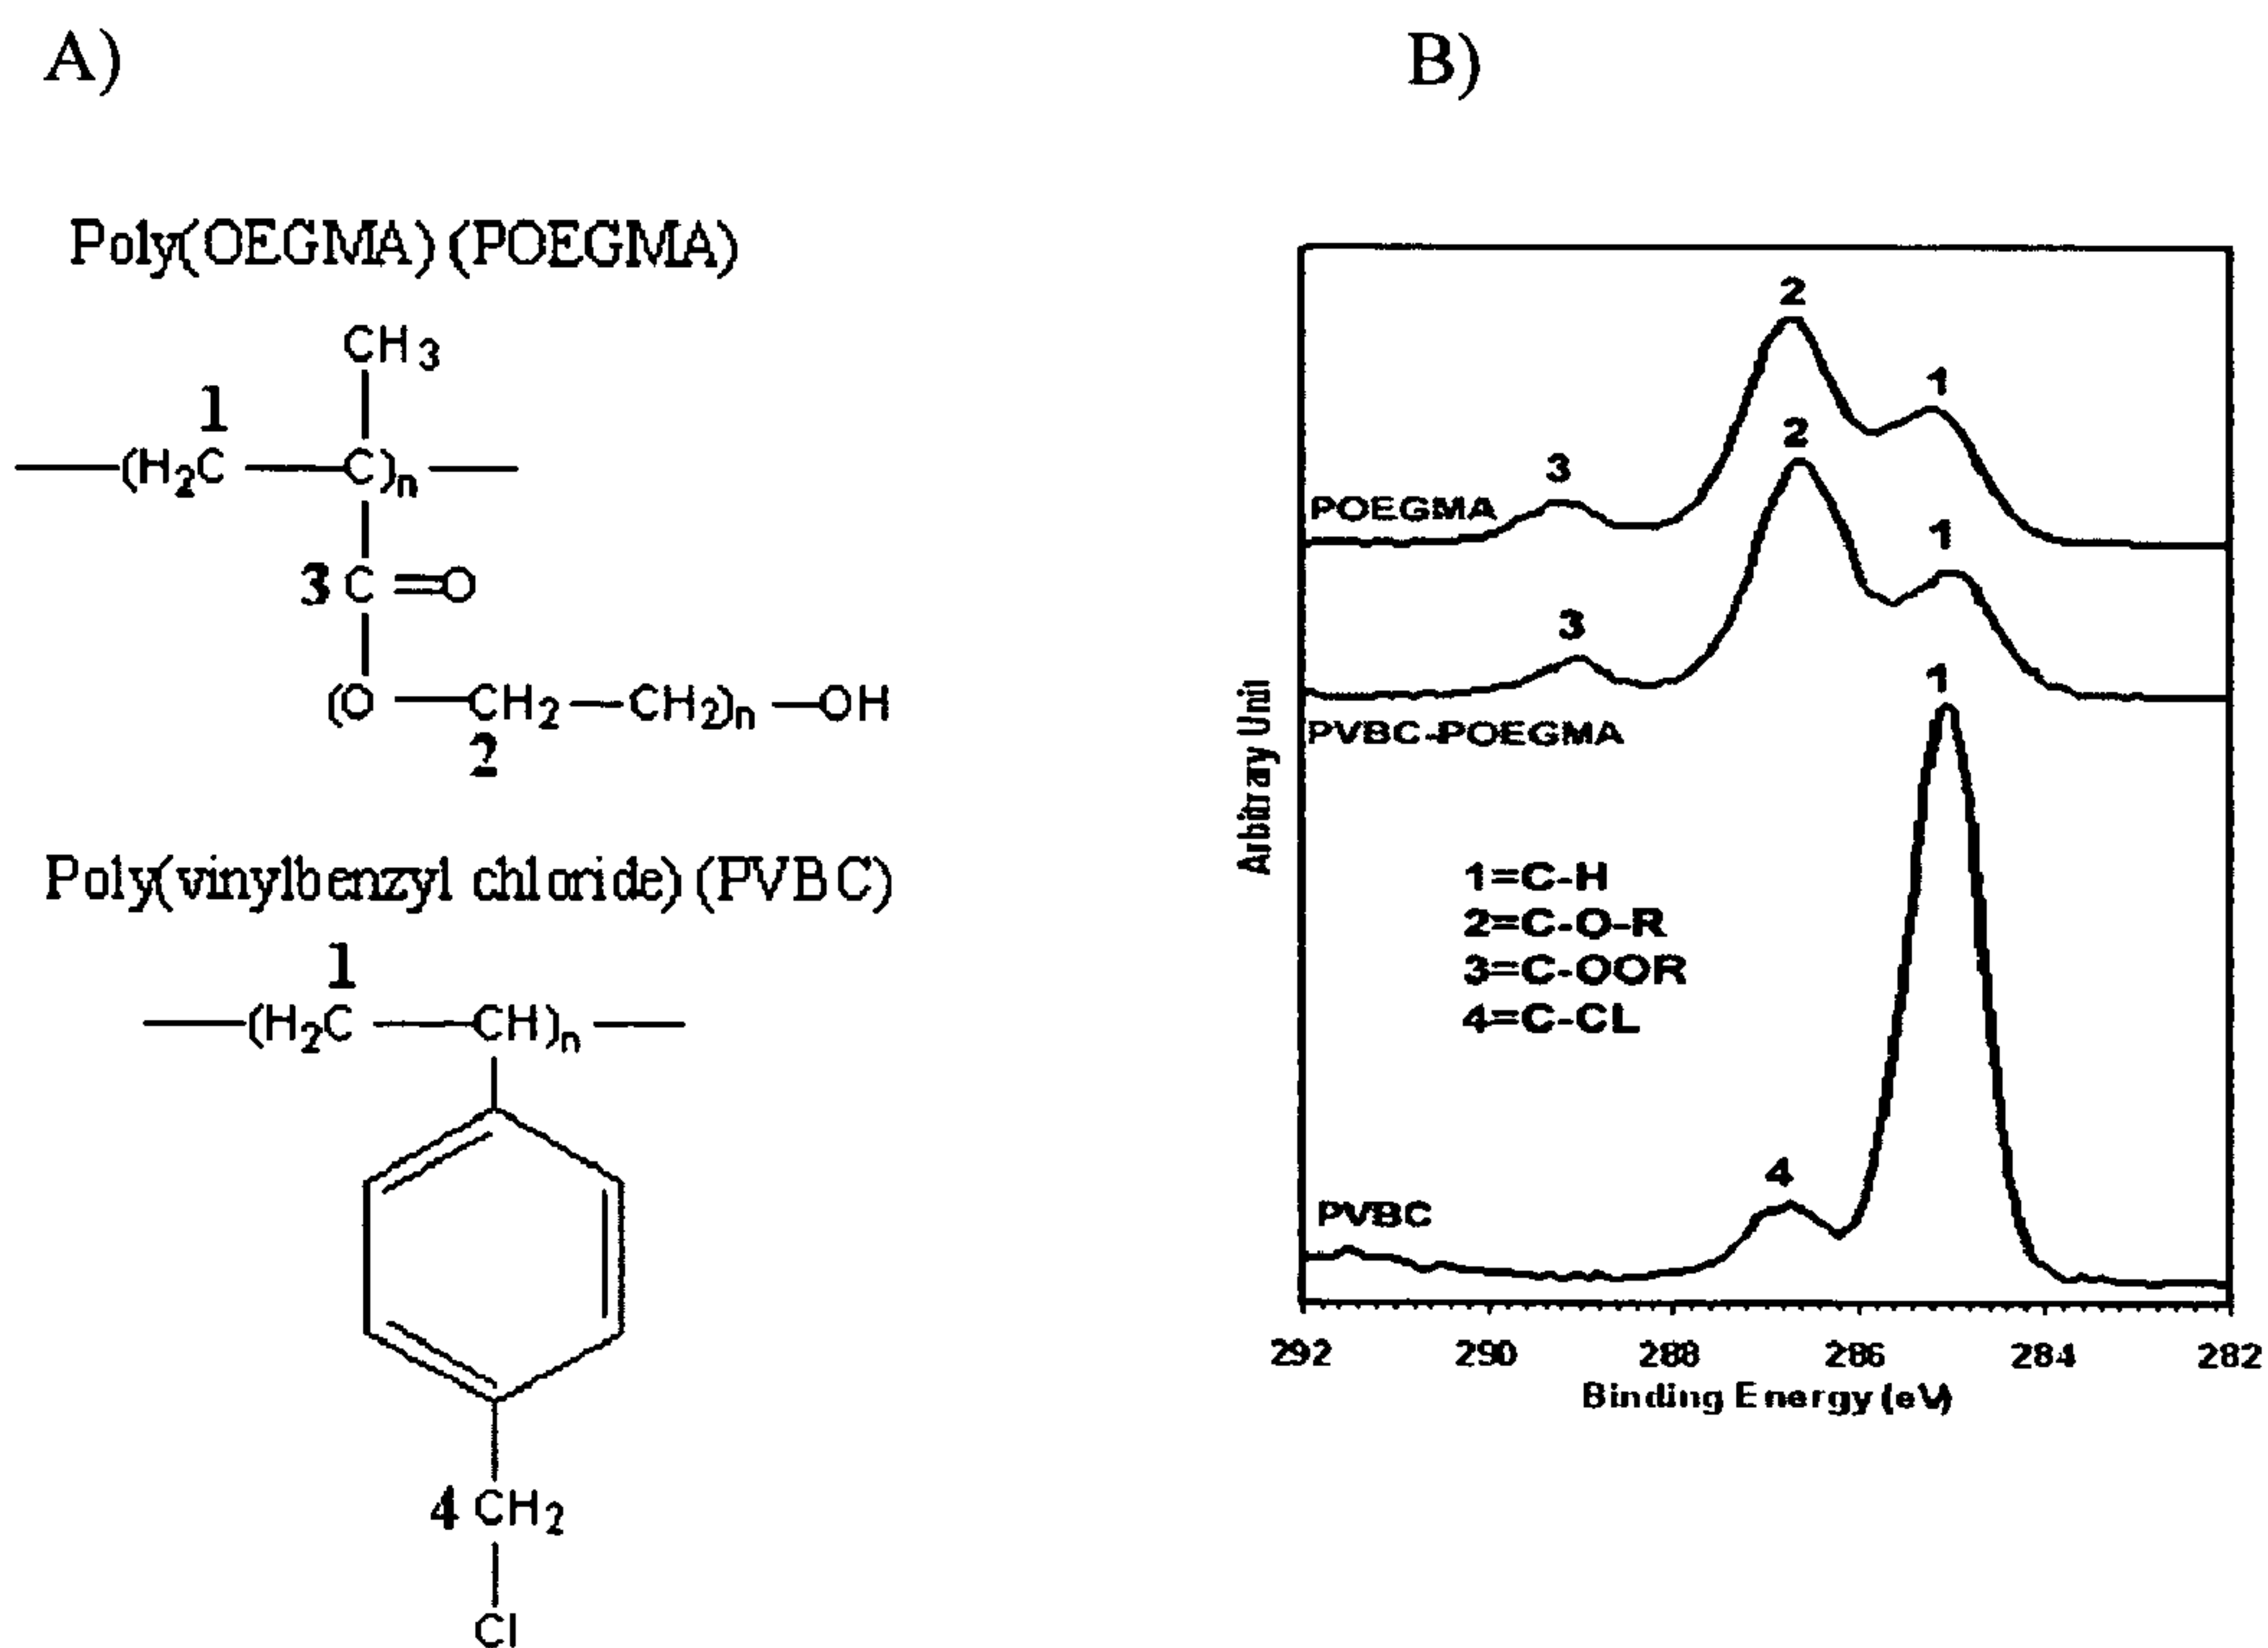 A)
B)
Poly(OEGMA) (POEGMA)
CH3
1
(H2C
C)n
3 C =O
(O
CH2
CH2)n
OH
2
Poly(vinylbenzyl chloride) (PVBC)
1
(H2C
CH)n
4 CH2
Cl
2
1
3
POEGMA
2
1
3
PVBC-POEGMA
1
Arbitray Unit
1=C-H
2=C-O-R
3=C-OOR
4=C-CL
4
PVBC
292 290 288 286 284 282
Binding Energy (eV)